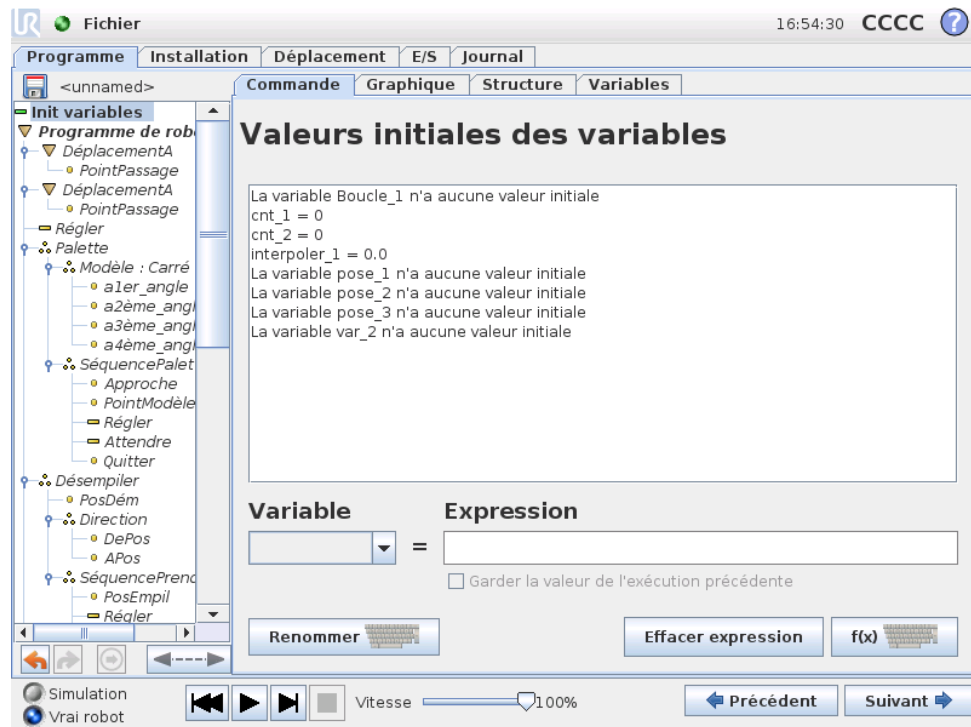 UR Fichier 16:54:30 CCCC ?
Programme Installation Déplacement E/S Journal
<unnamed>
Commande Graphique Structure Variables
Init variables
Programme de rob
DéplacementA
PointPassage
DéplacementA
PointPassage
Régler
Palette
Modèle : Carré
a1er_angle
a2ème_angl
a3ème_angl
a4ème_angl
SéquencePalet
Approche
PointModèle
Régler
Attendre
Quitter
Désempiler
PosDém
Direction
DePos
APos
SéquencePrend
PosEmpil
Régler
Valeurs initiales des variables
La variable Boucle_1 n'a aucune valeur initiale
cnt_1 = 0
cnt_2 = 0
interpoler_1 = 0.0
La variable pose_1 n'a aucune valeur initiale
La variable pose_2 n'a aucune valeur initiale
La variable pose_3 n'a aucune valeur initiale
La variable var_2 n'a aucune valeur initiale
Variable Expression
=
Garder la valeur de l'exécution précédente
Renommer Effacer expression f(x)
Simulation
Vrai robot
Vitesse 100%
Précédent Suivant